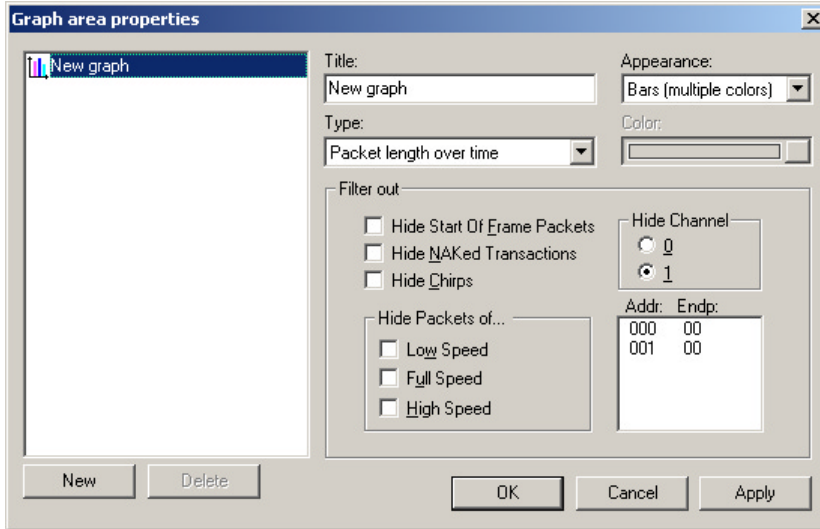 Graph area properties
New graph
Title:
New graph
Appearance:
Bars (multiple colors)
Type:
Packet length over time
Color:
Filter out
Hide Start Of Frame Packets
Hide NAKed Transactions
Hide Chirps
Hide Channel
0
1
Hide Packets of...
Low Speed
Full Speed
High Speed
Addr: Endp:
000 00
001 00
New
Delete
OK
Cancel
Apply